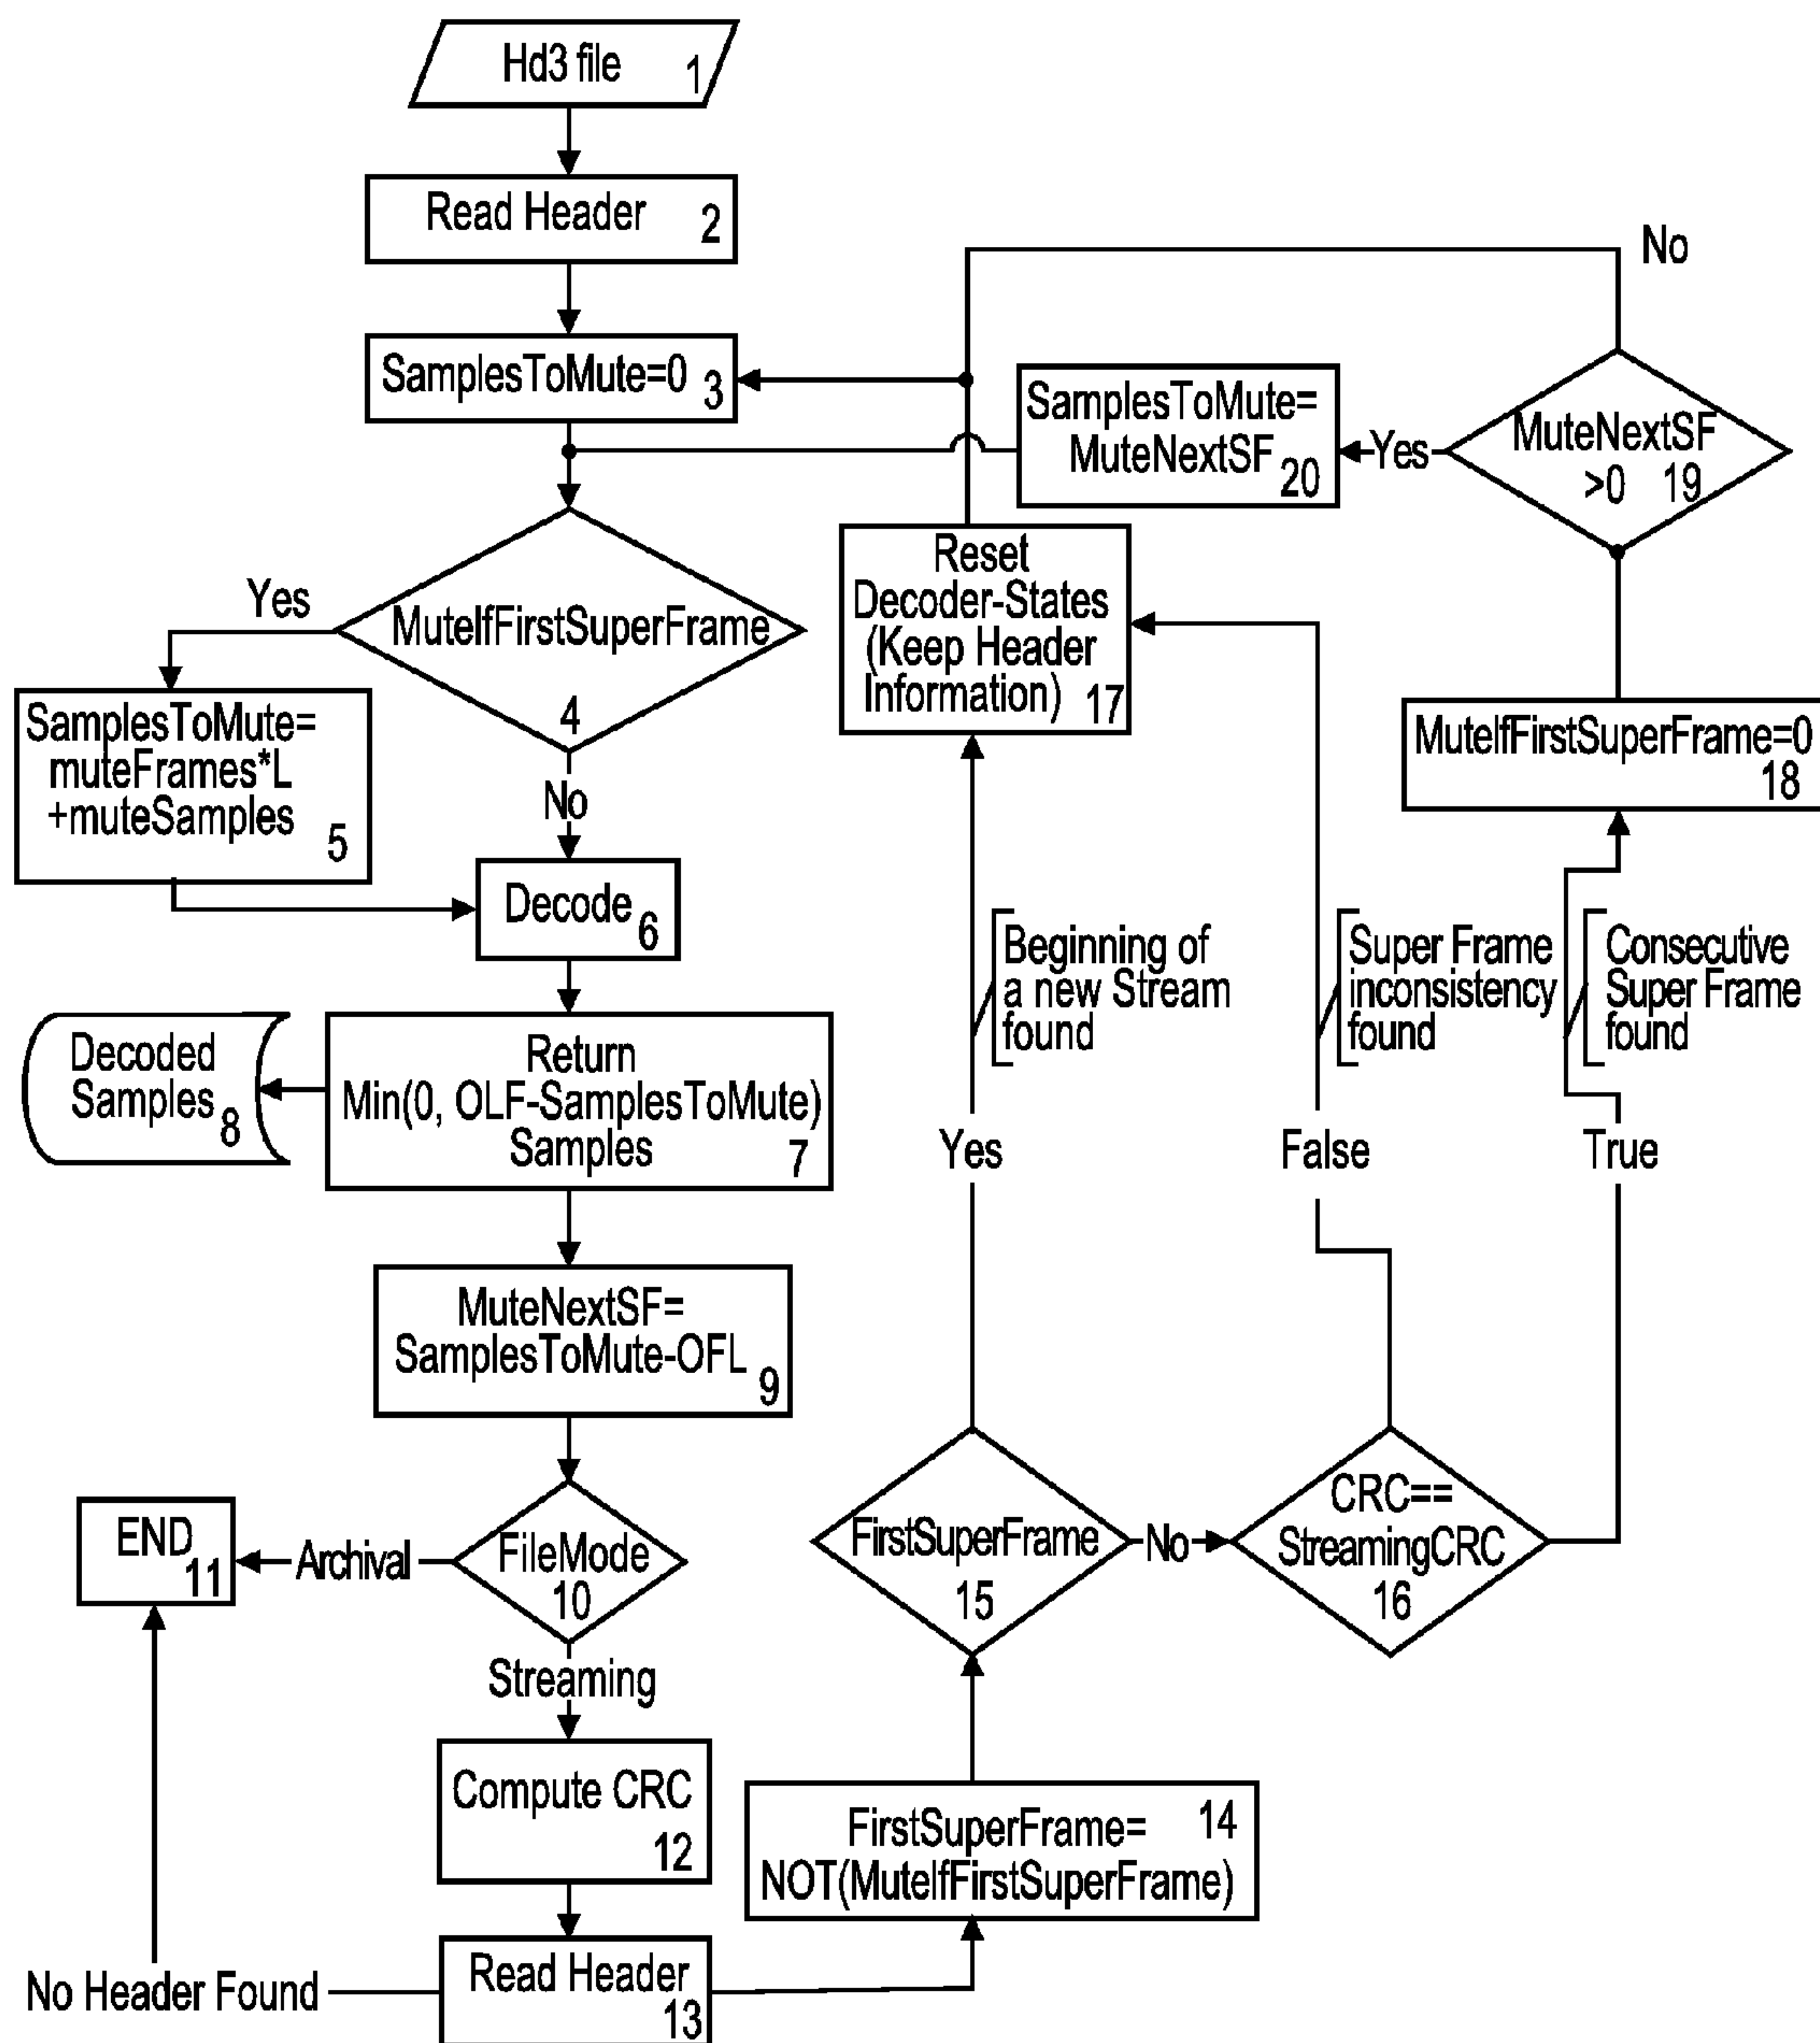 Hd3 file
1
Read Header
2
SamplesToMute=0
3
MuteIfFirstSuperFrame
4
Yes
No
SamplesToMute=
muteFrames*L
+muteSamples
5
Decode
6
Return
Min(0, OLF-SamplesToMute)
Samples
7
Decoded
Samples
8
MuteNextSF=
SamplesToMute-OFL
9
FileMode
10
Archival
END
11
Streaming
Compute CRC
12
Read Header
13
No Header Found
FirstSuperFrame=
NOT(MuteIfFirstSuperFrame)
14
FirstSuperFrame
15
Yes
No
Beginning of
a new Stream
found
CRC==
StreamingCRC
16
False
True
Super Frame
inconsistency
found
Consecutive
Super Frame
found
Reset
Decoder-States
(Keep Header
Information)
17
MuteIfFirstSuperFrame=0
18
MuteNextSF
>0
19
Yes
No
SamplesToMute=
MuteNextSF
20